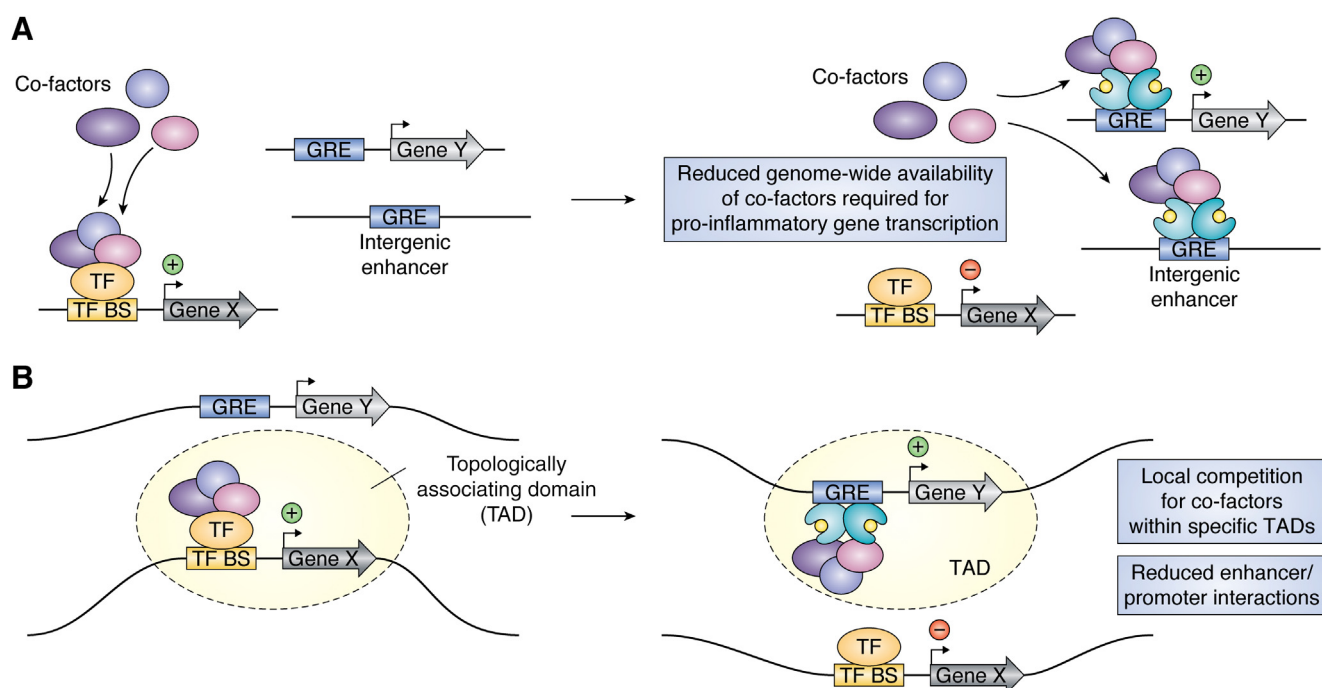 A
Co-factors
GRE
Gene Y
GRE
Intergenic
enhancer
TF
+
TF BS
Gene X
Co-factors
+
GRE
Gene Y
Reduced genome-wide availability
of co-factors required for
pro-inflammatory gene transcription
GRE
Intergenic
enhancer
TF
−
TF BS
Gene X
B
GRE
Gene Y
Topologically
associating domain
(TAD)
TF
+
TF BS
Gene X
+
GRE
Gene Y
TAD
TF
−
TF BS
Gene X
Local competition
for co-factors
within specific TADs
Reduced enhancer/
promoter interactions